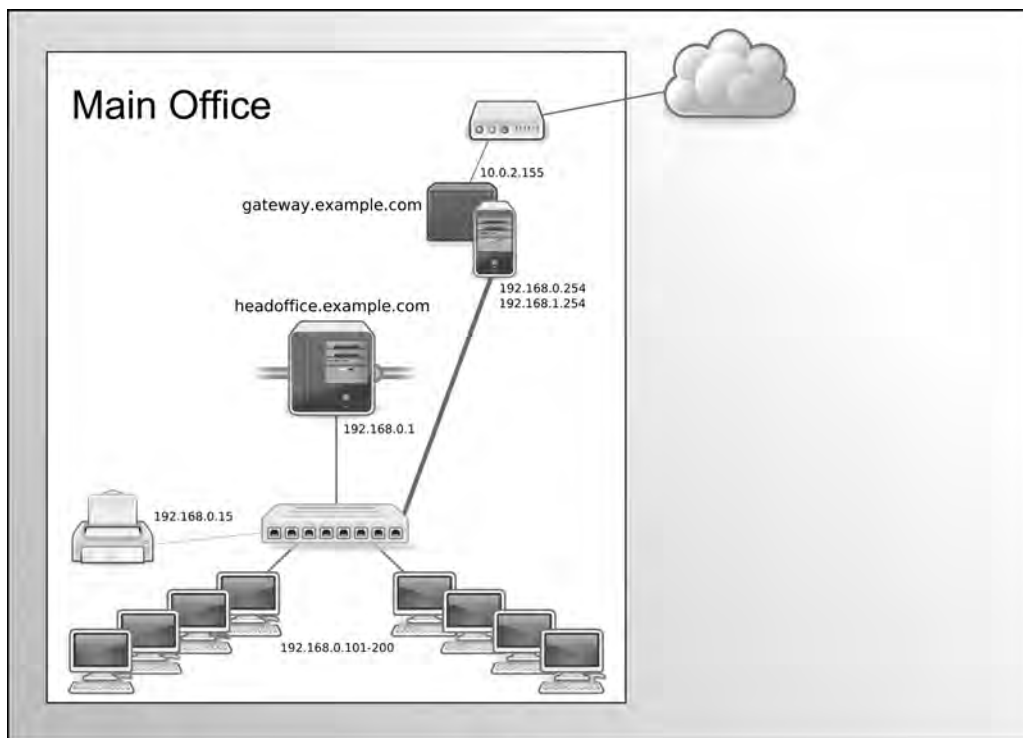 Main Office
10.0.2.155
gateway.example.com
192.168.0.254
192.168.1.254
headoffice.example.com
192.168.0.1
192.168.0.15
192.168.0.101-200